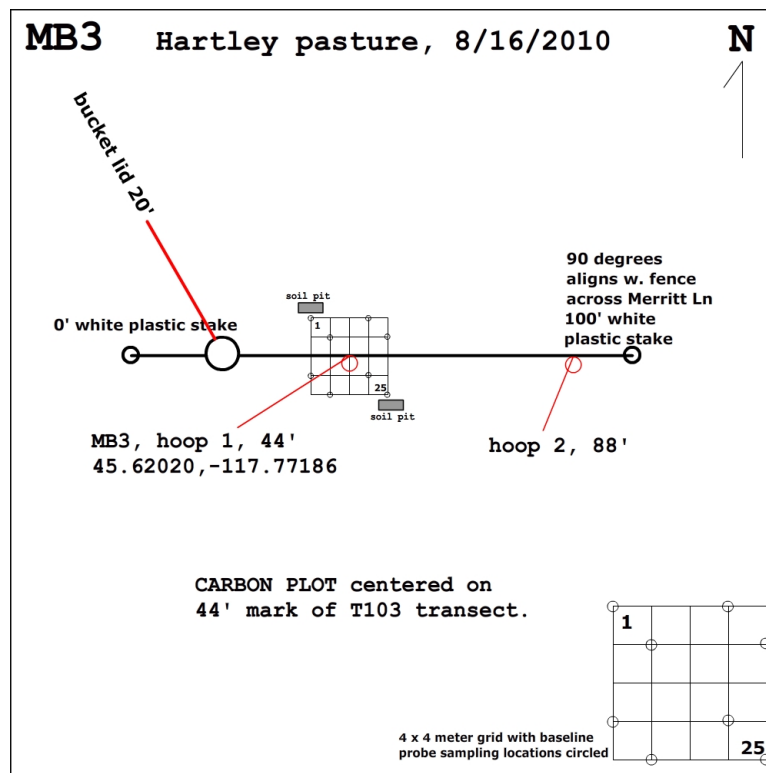 MB3 Hartley pasture, 8/16/2010
N
bucket lid 20'
90 degrees
aligns w. fence
across Merritt Ln
100' white
plastic stake
soil pit
0' white plastic stake
1
25
soil pit
MB3, hoop 1, 44'
45.62020,-117.77186
hoop 2, 88'
CARBON PLOT centered on
44' mark of T103 transect.
1
25
4 x 4 meter grid with baseline
probe sampling locations circled